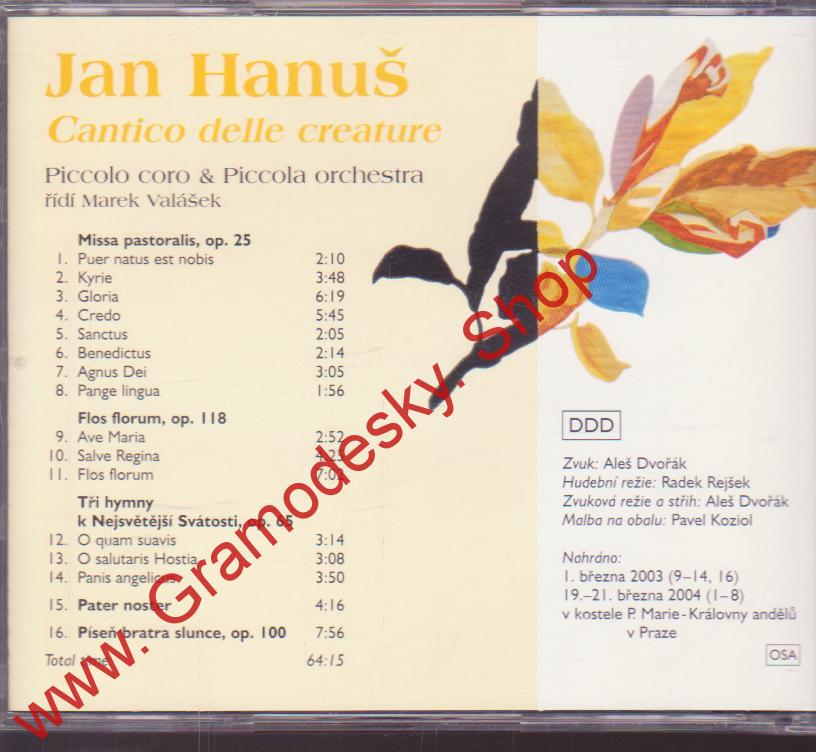 Jan Hanuš
Cantico delle creature
Piccolo coro & Piccola orchestra
řídí Marek Valášek
Missa pastoralis, op. 25
1. Puer natus est nobis 2:10
2. Kyrie 3:48
3. Gloria 6:19
4. Credo 5:45
5. Sanctus 2:05
6. Benedictus 2:14
7. Agnus Dei 3:05
8. Pange lingua 1:56
Flos florum, op. 118
9. Ave Maria 2:52
10. Salve Regina 4:25
11. Flos florum 7:02
Tři hymny
k Nejsvětější Svátosti, op. 65
12. O quam suavis 3:14
13. O salutaris Hostia 3:08
14. Panis angelicus 3:50
15. Pater noster 4:16
16. Píseň bratra slunce, op. 100 7:56
Total time 64:15
DDD
Zvuk: Aleš Dvořák
Hudební režie: Radek Rejšek
Zvuková režie a střih: Aleš Dvořák
Malba na obalu: Pavel Koziol
Nahráno:
1. března 2003 (9–14, 16)
19.–21. března 2004 (1–8)
v kostele P. Marie-Královny andělů
v Praze
OSA
www. Gramodesky. Shop